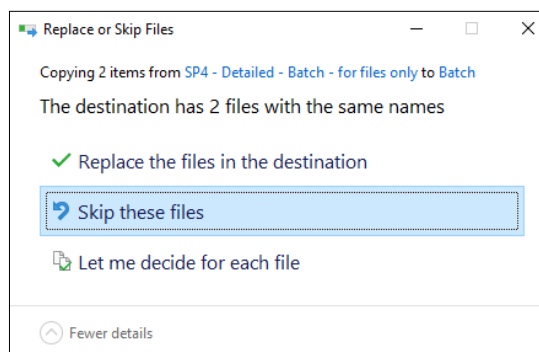 Replace or Skip Files
Copying 2 items from SP4 - Detailed - Batch - for files only to Batch
The destination has 2 files with the same names
Replace the files in the destination
Skip these files
Let me decide for each file
Fewer details